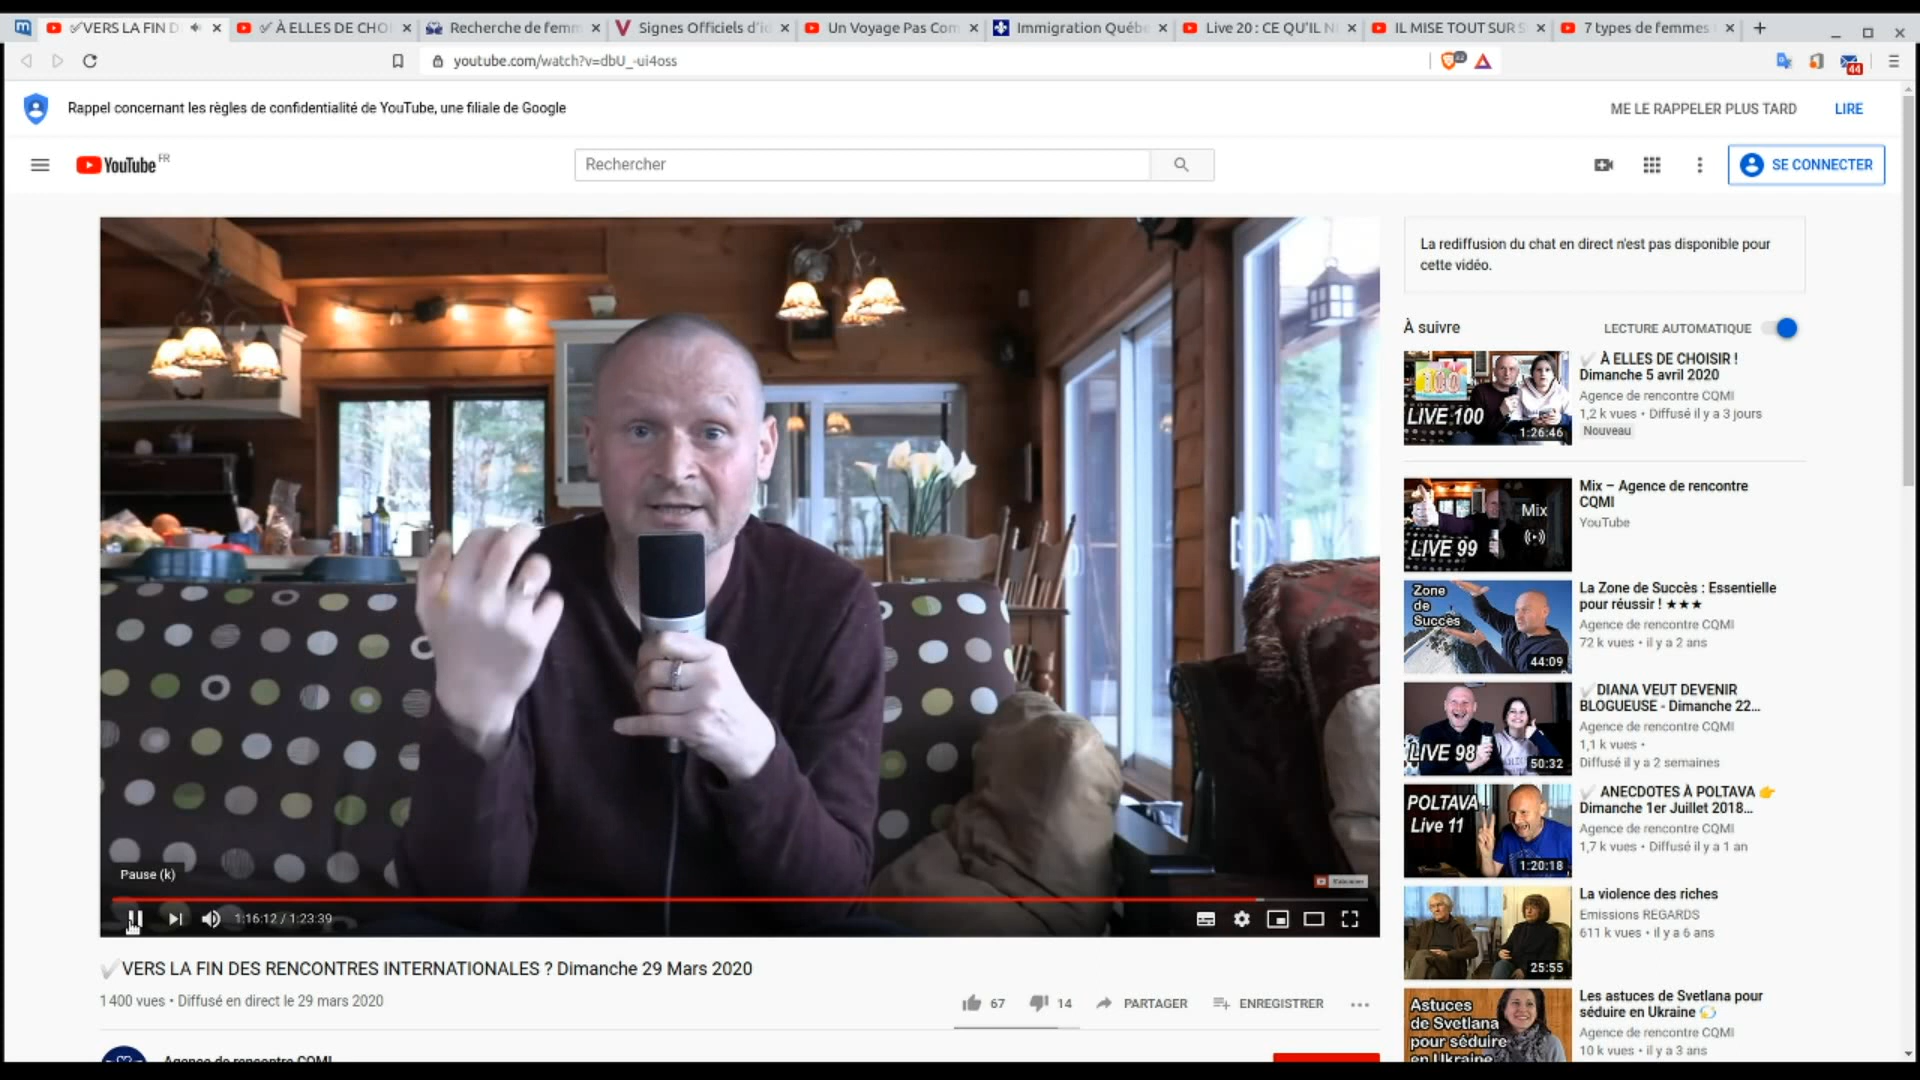 ✅VERS LA FIN D
✅ À ELLES DE CHOI
Recherche de femm
Signes Officiels d'i
Un Voyage Pas Com
Immigration Québe
Live 20 : CE QU'IL N
IL MISE TOUT SUR S
7 types de femmes
youtube.com/watch?v=dbU_-ui4oss
44
Rappel concernant les règles de confidentialité de YouTube, une filiale de Google
ME LE RAPPELER PLUS TARD
LIRE
YouTube FR
Rechercher
SE CONNECTER
La rediffusion du chat en direct n'est pas disponible pour
cette vidéo.
À suivre
LECTURE AUTOMATIQUE
LIVE 100
1:26:46
✅ À ELLES DE CHOISIR !
Dimanche 5 avril 2020
Agence de rencontre CQMI
1,2 k vues • Diffusé il y a 3 jours
Nouveau
LIVE 99
Mix
Mix – Agence de rencontre
CQMI
YouTube
Zone
de
Succès
44:09
La Zone de Succès : Essentielle
pour réussir ! ★★★
Agence de rencontre CQMI
72 k vues • il y a 2 ans
LIVE 98
50:32
✅DIANA VEUT DEVENIR
BLOGUEUSE - Dimanche 22...
Agence de rencontre CQMI
1,1 k vues •
Diffusé il y a 2 semaines
POLTAVA
Live 11
1:20:18
✅ ANECDOTES À POLTAVA 👉
Dimanche 1er Juillet 2018...
Agence de rencontre CQMI
1,7 k vues • Diffusé il y a 1 an
25:55
La violence des riches
Emissions REGARDS
611 k vues • il y a 6 ans
Astuces
de Svetlana
pour séduire
en Ukraine
Les astuces de Svetlana pour
séduire en Ukraine
Agence de rencontre CQMI
10 k vues • il y a 3 ans
Pause (k)
1:16:12 / 1:23:39
✅VERS LA FIN DES RENCONTRES INTERNATIONALES ? Dimanche 29 Mars 2020
1 400 vues • Diffusé en direct le 29 mars 2020
67
14
PARTAGER
ENREGISTRER
Agence de rencontre CQMI